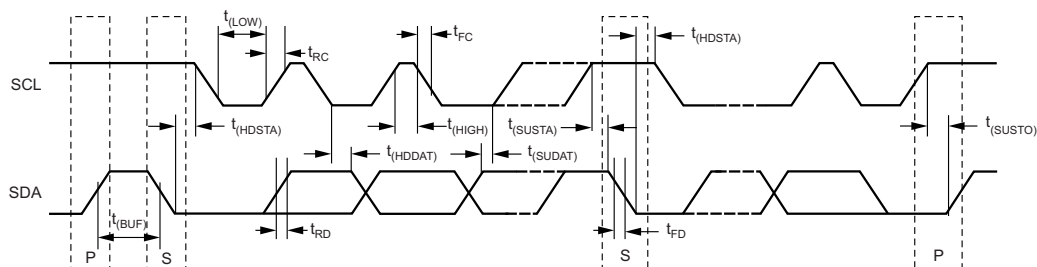 t(LOW)
tRC
tFC
t(HDSTA)
SCL
t(HDSTA)
t(HIGH)
t(SUSTA)
t(SUSTO)
t(HDDAT)
t(SUDAT)
SDA
t(BUF)
tRD
tFD
P
S
S
P